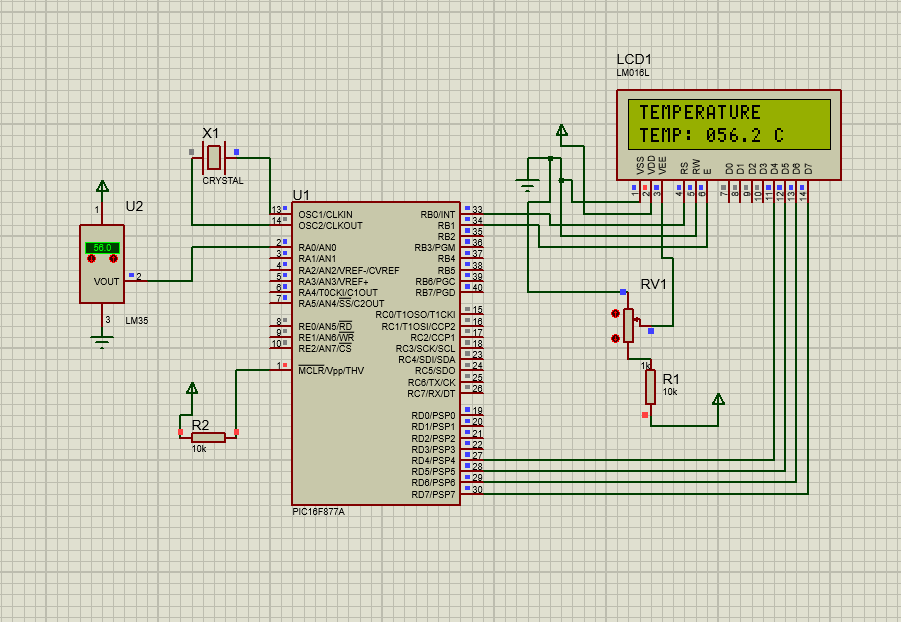 LCD1
LM016L
TEMPERATURE
TEMP: 056.2 C
VSS
VDD
VEE
RS
RW
E
D0
D1
D2
D3
D4
D5
D6
D7
1
2
3
4
5
6
7
8
9
10
11
12
13
14
X1
CRYSTAL
U2
1
56.0
VOUT
2
3
LM35
U1
13
OSC1/CLKIN
14
OSC2/CLKOUT
2
RA0/AN0
3
RA1/AN1
4
RA2/AN2/VREF-/CVREF
5
RA3/AN3/VREF+
6
RA4/T0CKI/C1OUT
7
RA5/AN4/SS/C2OUT
8
RE0/AN5/RD
9
RE1/AN6/WR
10
RE2/AN7/CS
1
MCLR/Vpp/THV
RB0/INT
33
RB1
34
RB2
35
RB3/PGM
36
RB4
37
RB5
38
RB6/PGC
39
RB7/PGD
40
RC0/T1OSO/T1CKI
15
RC1/T1OSI/CCP2
16
RC2/CCP1
17
RC3/SCK/SCL
18
RC4/SDI/SDA
23
RC5/SDO
24
RC6/TX/CK
25
RC7/RX/DT
26
RD0/PSP0
19
RD1/PSP1
20
RD2/PSP2
21
RD3/PSP3
22
RD4/PSP4
27
RD5/PSP5
28
RD6/PSP6
29
RD7/PSP7
30
PIC16F877A
R2
10k
RV1
1k
R1
10k